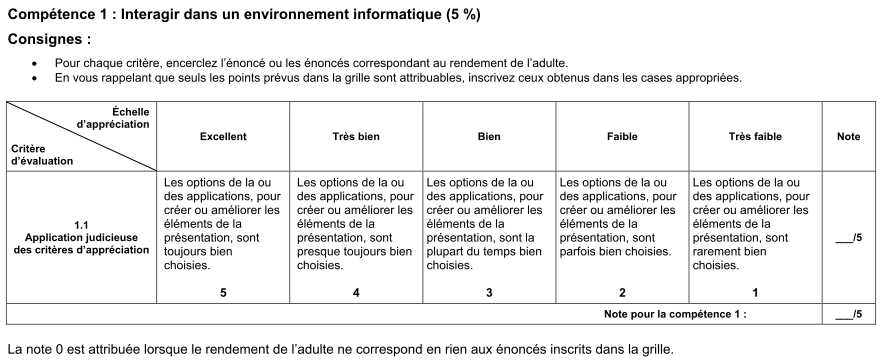 Compétence 1 : Interagir dans un environnement informatique (5 %)
Consignes :
• Pour chaque critère, encerclez l’énoncé ou les énoncés correspondant au rendement de l’adulte.
• En vous rappelant que seuls les points prévus dans la grille sont attribuables, inscrivez ceux obtenus dans les cases appropriées.
Échelle
d’appréciation
Critère
d’évaluation
Excellent
Très bien
Bien
Faible
Très faible
Note
1.1
Application judicieuse
des critères d’appréciation
Les options de la ou
des applications, pour
créer ou améliorer les
éléments de la
présentation, sont
toujours bien
choisies.
5
Les options de la ou
des applications, pour
créer ou améliorer les
éléments de la
présentation, sont
presque toujours bien
choisies.
4
Les options de la ou
des applications, pour
créer ou améliorer les
éléments de la
présentation, sont la
plupart du temps bien
choisies.
3
Les options de la ou
des applications, pour
créer ou améliorer les
éléments de la
présentation, sont
parfois bien choisies.
2
Les options de la ou
des applications, pour
créer ou améliorer les
éléments de la
présentation, sont
rarement bien
choisies.
1
___/5
Note pour la compétence 1 :
___/5
La note 0 est attribuée lorsque le rendement de l’adulte ne correspond en rien aux énoncés inscrits dans la grille.